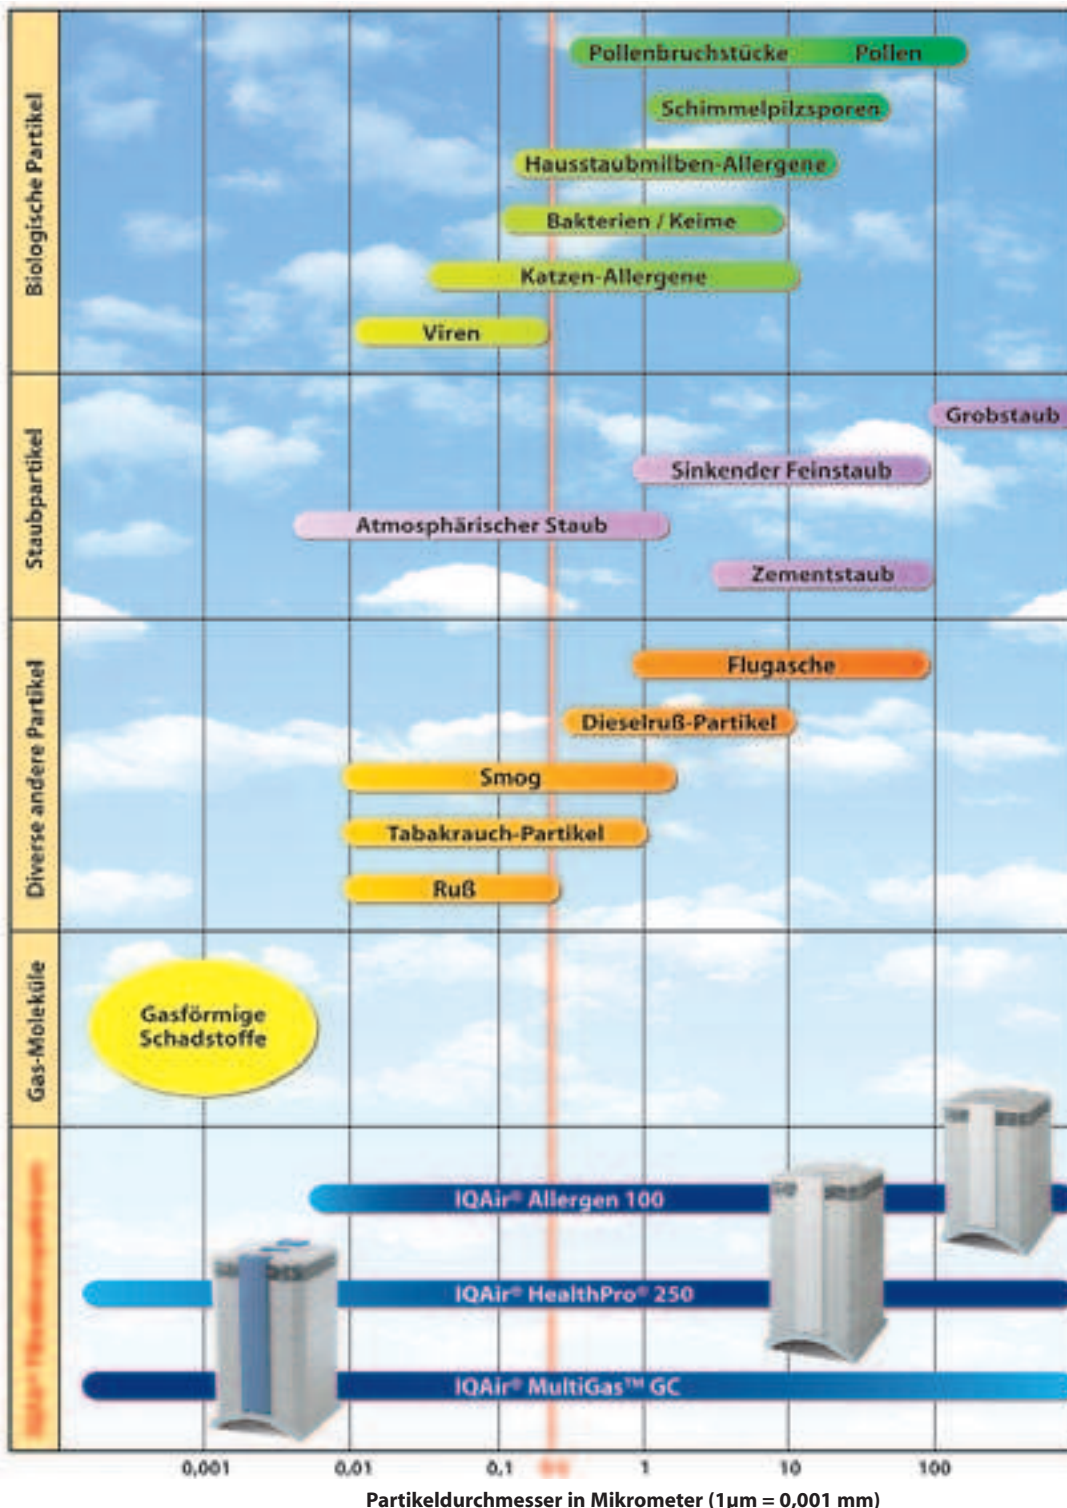 Biologische Partikel
Pollenbruchstücke Pollen
Schimmelpilzsporen
Hausstaubmilben-Allergene
Bakterien / Keime
Katzen-Allergene
Viren
Staubpartikel
Grobstaub
Sinkender Feinstaub
Atmosphärischer Staub
Zementstaub
Diverse andere Partikel
Flugasche
Dieselruß-Partikel
Smog
Tabakrauch-Partikel
Ruß
Gas-Moleküle
Gasförmige
Schadstoffe
IQAir® Allergen 100
IQAir® HealthPro® 250
IQAir® MultiGas™ GC
0,001 0,01 0,1 1 10 100
Partikeldurchmesser in Mikrometer (1µm = 0,001 mm)